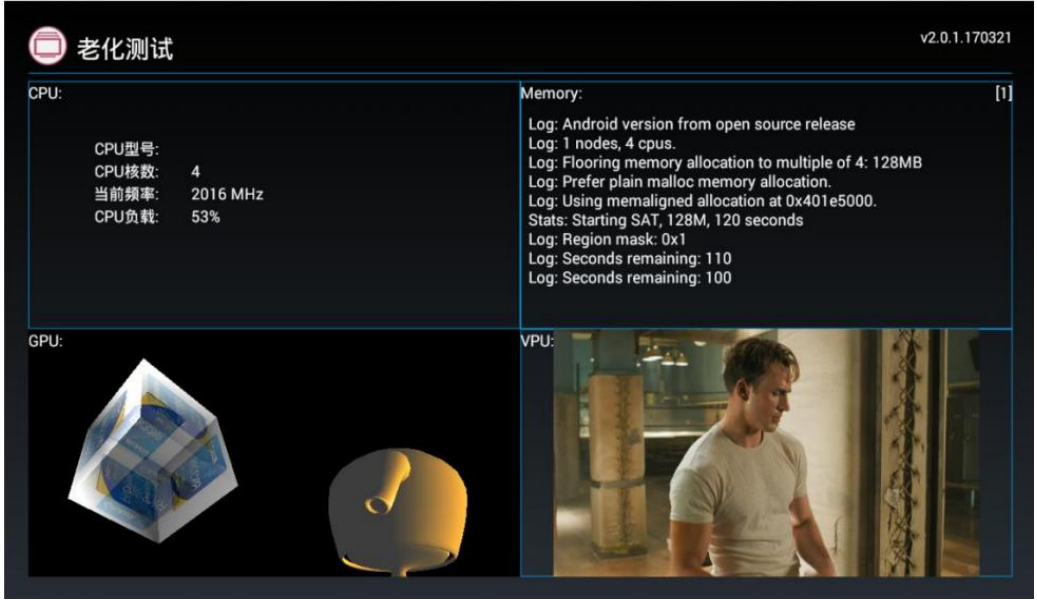 老化测试
v2.0.1.170321
CPU:
CPU型号:
CPU核数: 4
当前频率: 2016 MHz
CPU负载: 53%
Memory: [1]
Log: Android version from open source release
Log: 1 nodes, 4 cpus.
Log: Flooring memory allocation to multiple of 4: 128MB
Log: Prefer plain malloc memory allocation.
Log: Using memaligned allocation at 0x401e5000.
Stats: Starting SAT, 128M, 120 seconds
Log: Region mask: 0x1
Log: Seconds remaining: 110
Log: Seconds remaining: 100
GPU:
VPU: